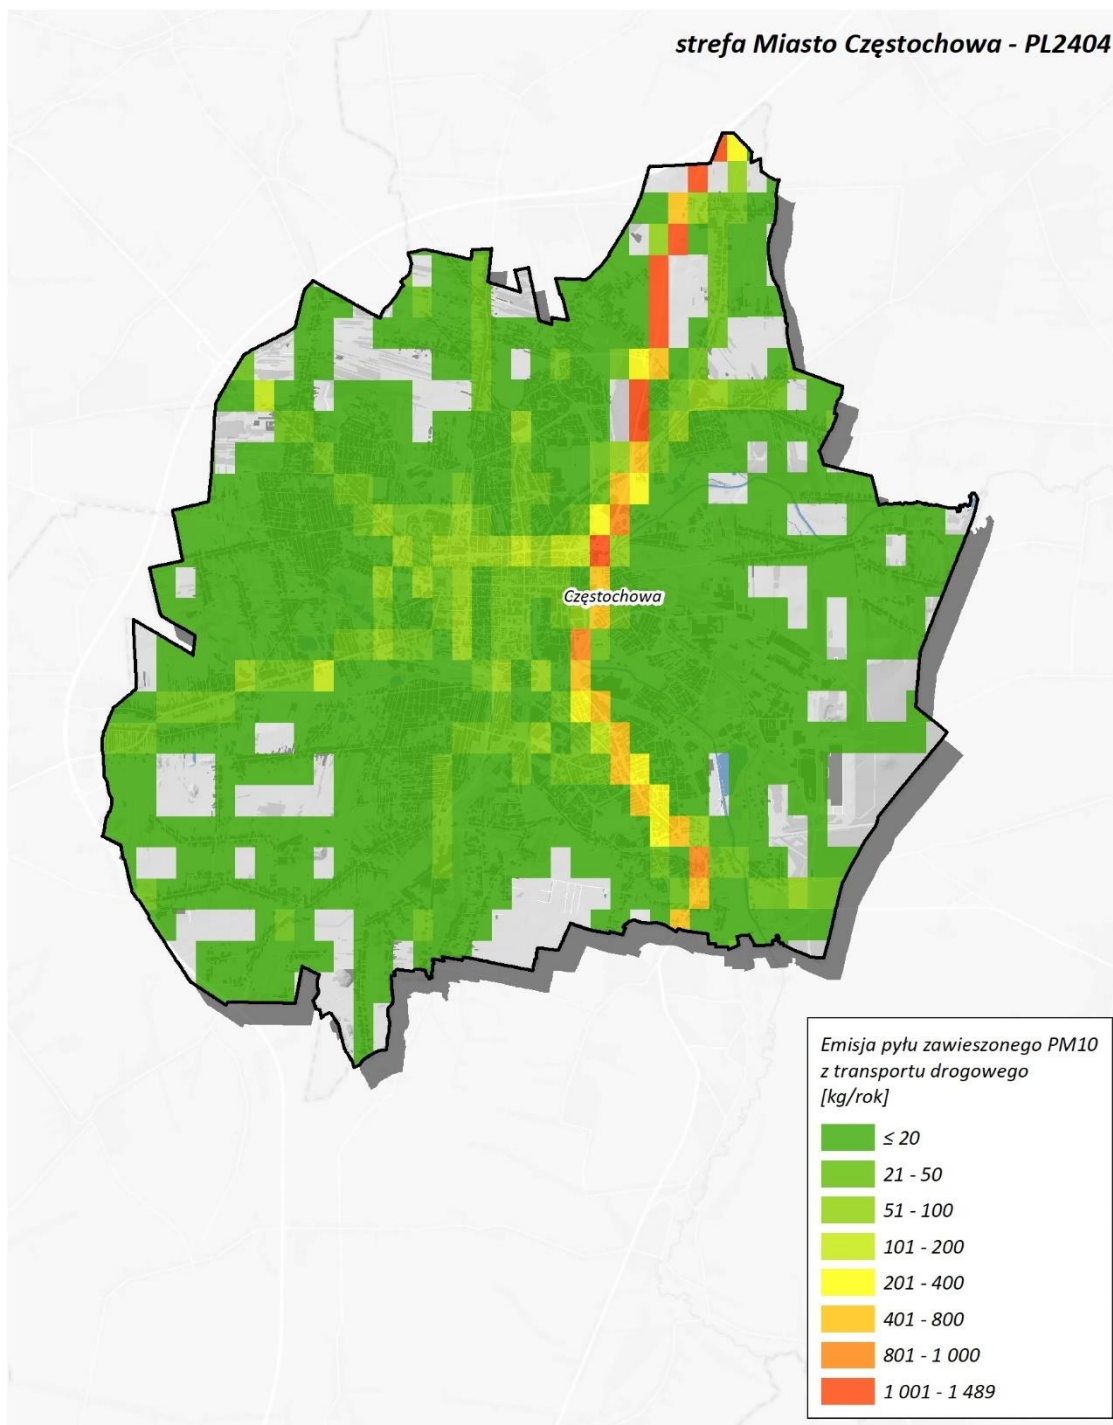 strefa Miasto Częstochowa - PL2404
Częstochowa
Emisja pyłu zawieszonego PM10
z transportu drogowego
[kg/rok]
≤ 20
21 - 50
51 - 100
101 - 200
201 - 400
401 - 800
801 - 1 000
1 001 - 1 489